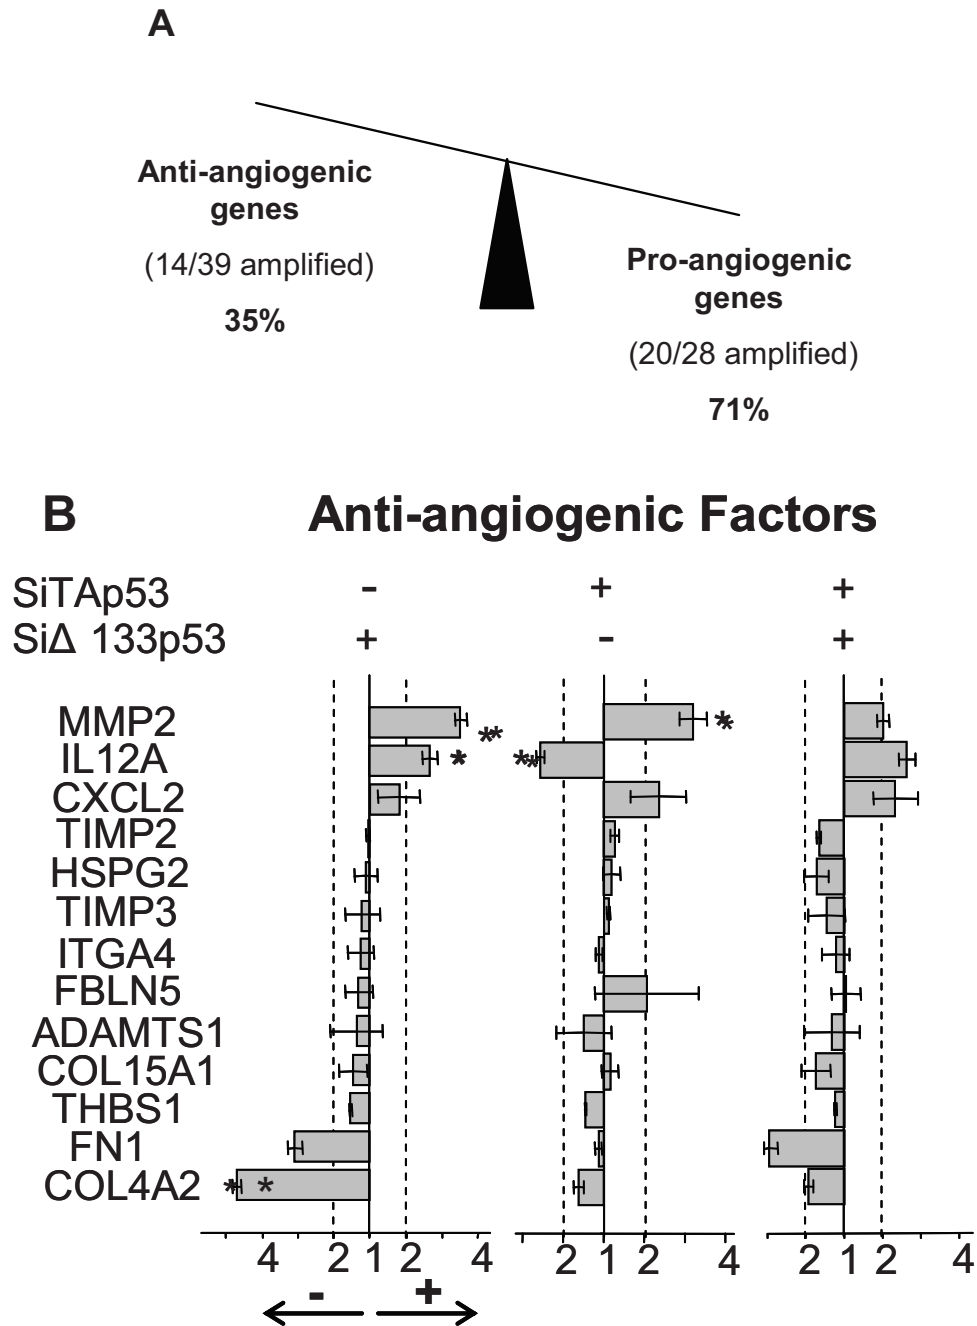 A
Anti-angiogenic
genes
(14/39 amplified)
35%
Pro-angiogenic
genes
(20/28 amplified)
71%
B
Anti-angiogenic Factors
SiTAp53 - + +
SiΔ 133p53 + - +
MMP2 *
**
IL12A * **
CXCL2
TIMP2
HSPG2
TIMP3
ITGA4
FBLN5
ADAMTS1
COL15A1
THBS1
FN1
COL4A2 * *
4 2 1 2 4 2 1 2 4 2 1 2 4
- +